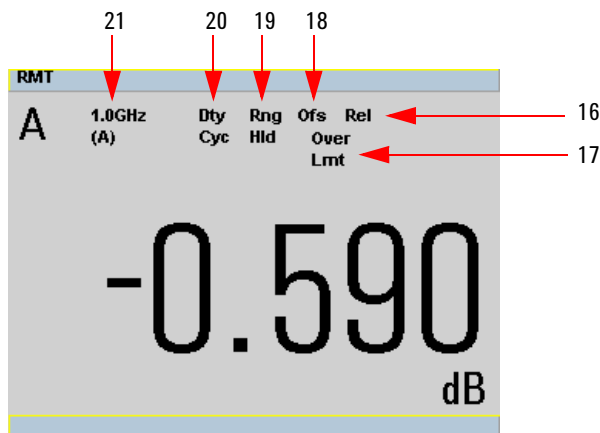 21 20 19 18
RMT
A 1.0GHz Dty Rng Ofs Rel 16
(A) Cyc Hld Over
Lmt 17
-0.590
dB